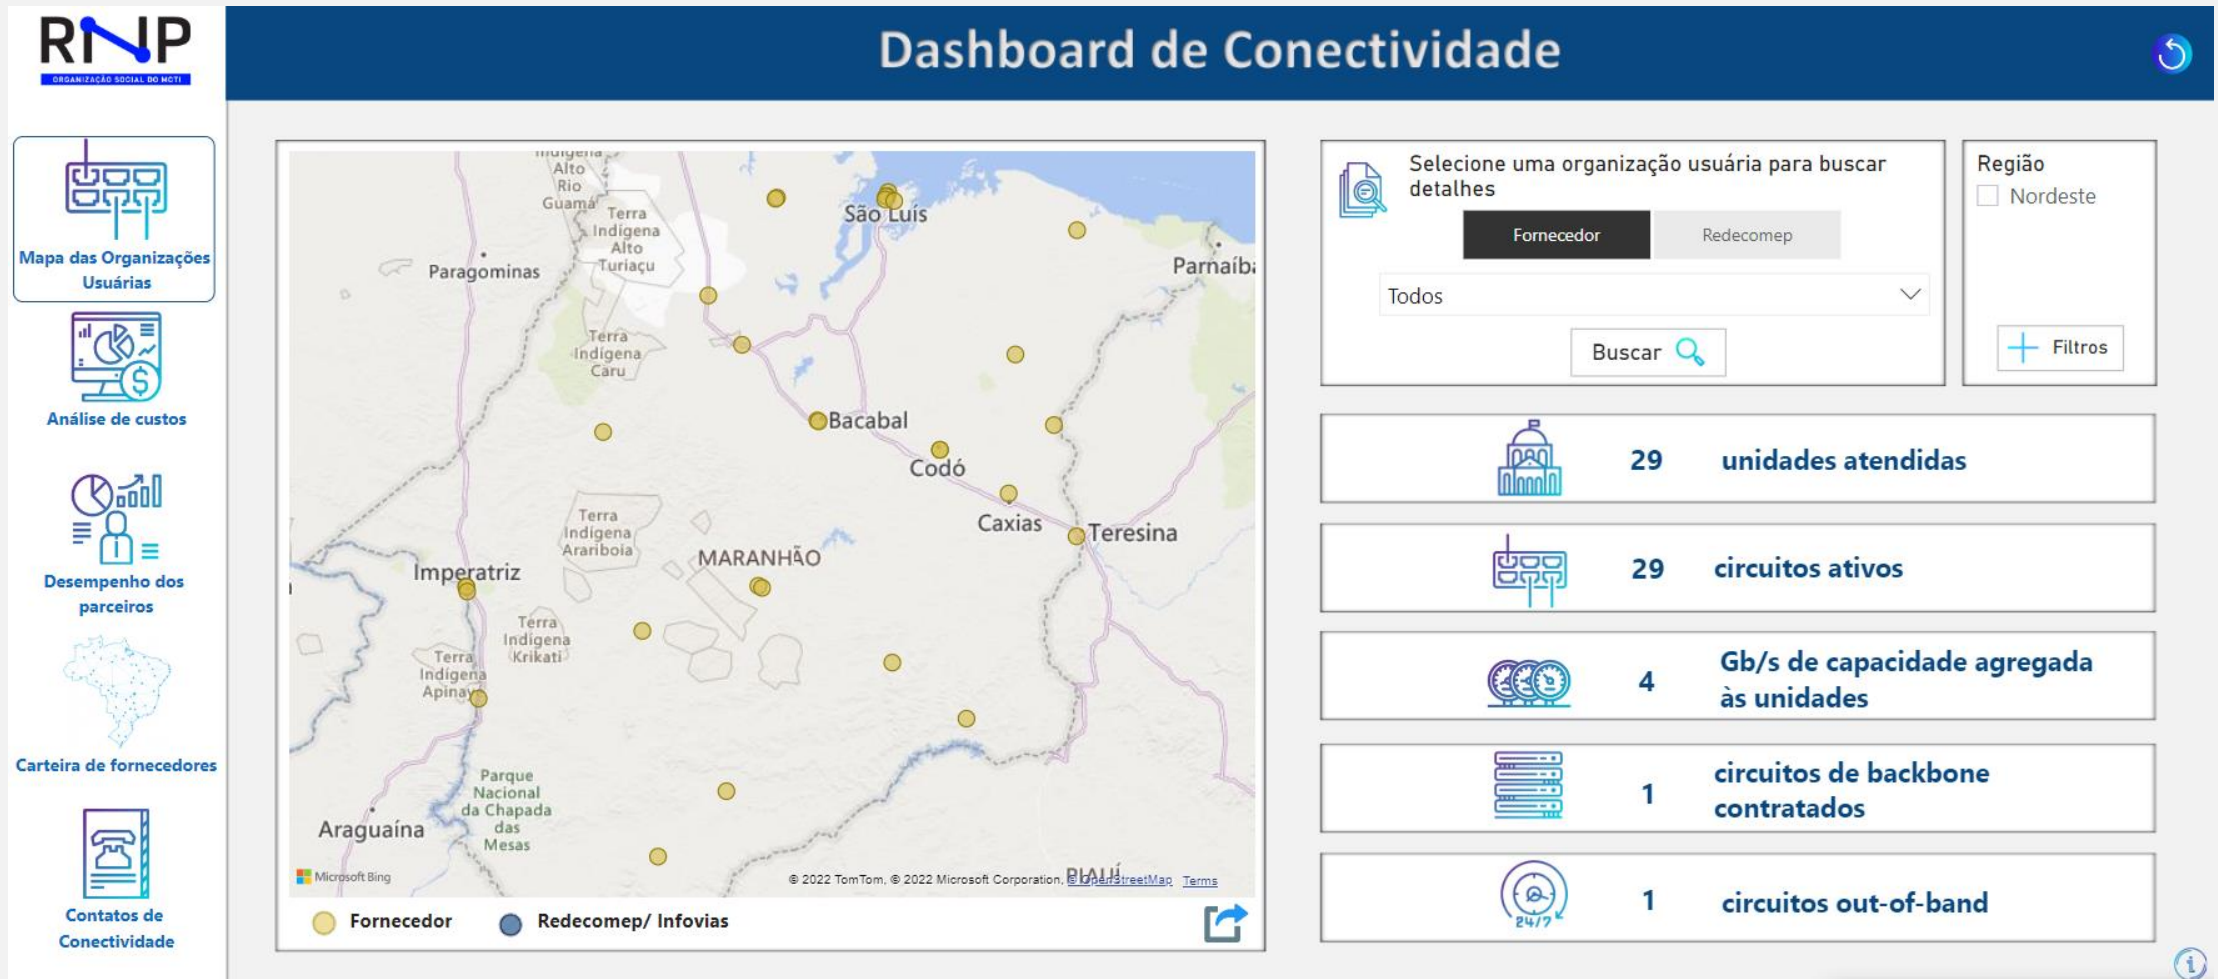 RNP
ORGANIZAÇÃO SOCIAL DO MCTI
Dashboard de Conectividade
Mapa das Organizações
Usuárias
Análise de custos
Desempenho dos
parceiros
Carteira de fornecedores
Contatos de
Conectividade
Indígena
Alto
Rio
Guamá
Terra
Indígena
Alto
Turiaçu
Paragominas
São Luís
Parnaíba
Terra
Indígena
Caru
Bacabal
Codó
Caxias
Teresina
Terra
Indígena
Arariboia
MARANHÃO
Imperatriz
Terra
Indígena
Krikati
Terra
Indígena
Apinayé
Parque
Nacional
da Chapada
das
Mesas
Araguaína
PIAUÍ
Microsoft Bing
© 2022 TomTom, © 2022 Microsoft Corporation, © OpenStreetMap Terms
Fornecedor
Redecomep/ Infovias
Selecione uma organização usuária para buscar
detalhes
Fornecedor
Redecomep
Todos
Buscar
Região
Nordeste
Filtros
29 unidades atendidas
29 circuitos ativos
4 Gb/s de capacidade agregada
às unidades
1 circuitos de backbone
contratados
24/7
1 circuitos out-of-band